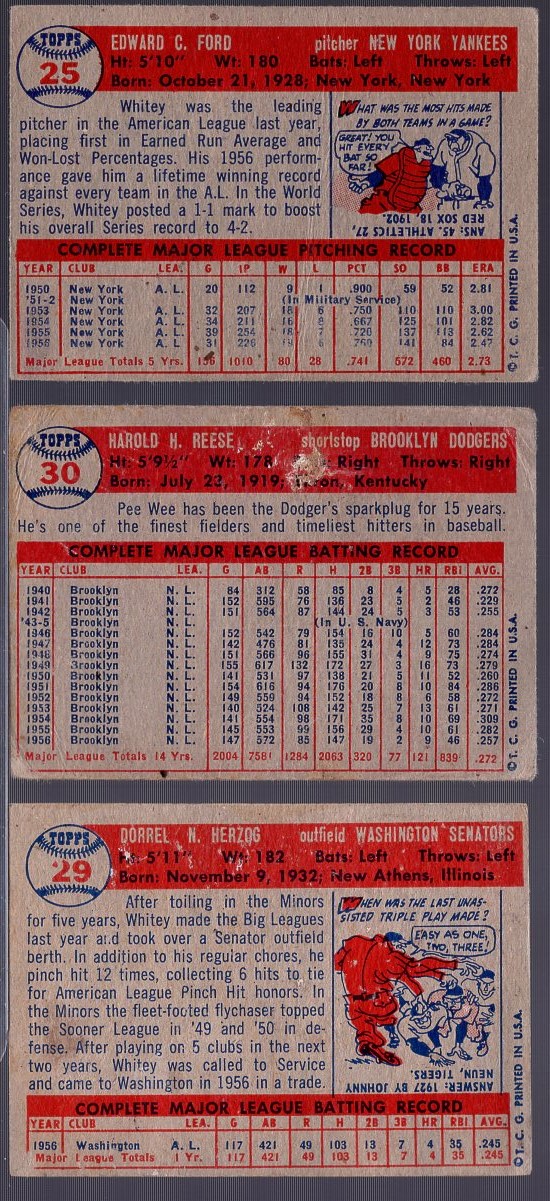 TOPPS
25
EDWARD C. FORD pitcher NEW YORK YANKEES
Ht: 5'10" Wt: 180 Bats: Left Throws: Left
Born: October 21, 1928; New York, New York
Whitey was the leading
pitcher in the American League last year,
placing first in Earned Run Average and
Won-Lost Percentages. His 1956 perform-
ance gave him a lifetime winning record
against every team in the A.L. In the World
Series, Whitey posted a 1-1 mark to boost
his overall Series record to 4-2.
WHAT WAS THE MOST HITS MADE
BY BOTH TEAMS IN A GAME?
GREAT! YOU
HIT EVERY
BAT SO
FAR!
ANS: 45. ATHLETICS 27,
RED SOX 18, 1902.
COMPLETE MAJOR LEAGUE PITCHING RECORD
YEAR CLUB LEA. G IP W L PCT SO BB ERA
1950 New York A. L. 20 112 9 1 .900 59 52 2.81
'51-2 New York (In Military Service)
1953 New York A. L. 32 207 18 6 .750 110 110 3.00
1954 New York A. L. 34 211 16 8 .667 125 101 2.82
1955 New York A. L. 39 254 18 7 .720 137 113 2.62
1956 New York A. L. 31 226 19 6 .760 141 84 2.47
Major League Totals 5 Yrs. 156 1010 80 28 .741 572 460 2.73
© T. C. G. PRINTED IN U.S.A.
TOPPS
30
HAROLD H. REESE shortstop BROOKLYN DODGERS
Ht: 5'9½" Wt: 178 Right Throws: Right
Born: July 23, 1919; Kentucky
Pee Wee has been the Dodger's sparkplug for 15 years.
He's one of the finest fielders and timeliest hitters in baseball.
COMPLETE MAJOR LEAGUE BATTING RECORD
YEAR CLUB LEA. G AB R H 2B 3B HR RBI AVG.
1940 Brooklyn N. L. 84 312 58 85 8 4 5 28 .272
1941 Brooklyn N. L. 152 595 76 136 23 5 2 46 .229
1942 Brooklyn N. L. 151 564 87 144 24 5 3 53 .255
'43-5 Brooklyn N. L. (In U. S. Navy)
1946 Brooklyn N. L. 152 542 79 154 16 10 5 60 .284
1947 Brooklyn N. L. 142 476 81 135 24 4 12 73 .284
1948 Brooklyn N. L. 151 566 96 155 31 4 9 75 .274
1949 Brooklyn N. L. 155 617 132 172 27 3 16 73 .279
1950 Brooklyn N. L. 141 531 97 138 21 5 11 52 .260
1951 Brooklyn N. L. 154 616 94 176 20 8 10 84 .286
1952 Brooklyn N. L. 149 559 94 152 18 8 6 58 .272
1953 Brooklyn N. L. 140 524 108 142 25 7 13 61 .271
1954 Brooklyn N. L. 141 554 98 171 35 8 10 69 .309
1955 Brooklyn N. L. 145 553 99 156 29 4 10 61 .282
1956 Brooklyn N. L. 147 572 85 147 19 2 9 46 .257
Major League Totals 14 Yrs. 2004 7581 1284 2063 320 77 121 839 .272
© T. C. G. PRINTED IN U.S.A.
TOPPS
29
DORREL N. HERZOG outfield WASHINGTON SENATORS
Ht: 5'11" Wt: 182 Bats: Left Throws: Left
Born: November 9, 1932; New Athens, Illinois
After toiling in the Minors
for five years, Whitey made the Big Leagues
last year and took over a Senator outfield
berth. In addition to his regular chores, he
pinch hit 12 times, collecting 6 hits to tie
for American League Pinch Hit honors. In
the Minors the fleet-footed flychaser topped
the Sooner League in '49 and '50 in de-
fense. After playing on 5 clubs in the next
two years, Whitey was called to Service
and came to Washington in 1956 in a trade.
WHEN WAS THE LAST UNAS-
SISTED TRIPLE PLAY MADE?
EASY AS ONE,
TWO, THREE!
ANSWER: 1927 BY JOHNNY
NEUN, TIGERS.
COMPLETE MAJOR LEAGUE BATTING RECORD
YEAR CLUB LEA. G AB R H 2B 3B HR RBI AVG.
1956 Washington A. L. 117 421 49 103 13 7 4 35 .245
Major League Totals 1 Yr. 117 421 49 103 13 7 4 35 .245
© T. C. G. PRINTED IN U.S.A.